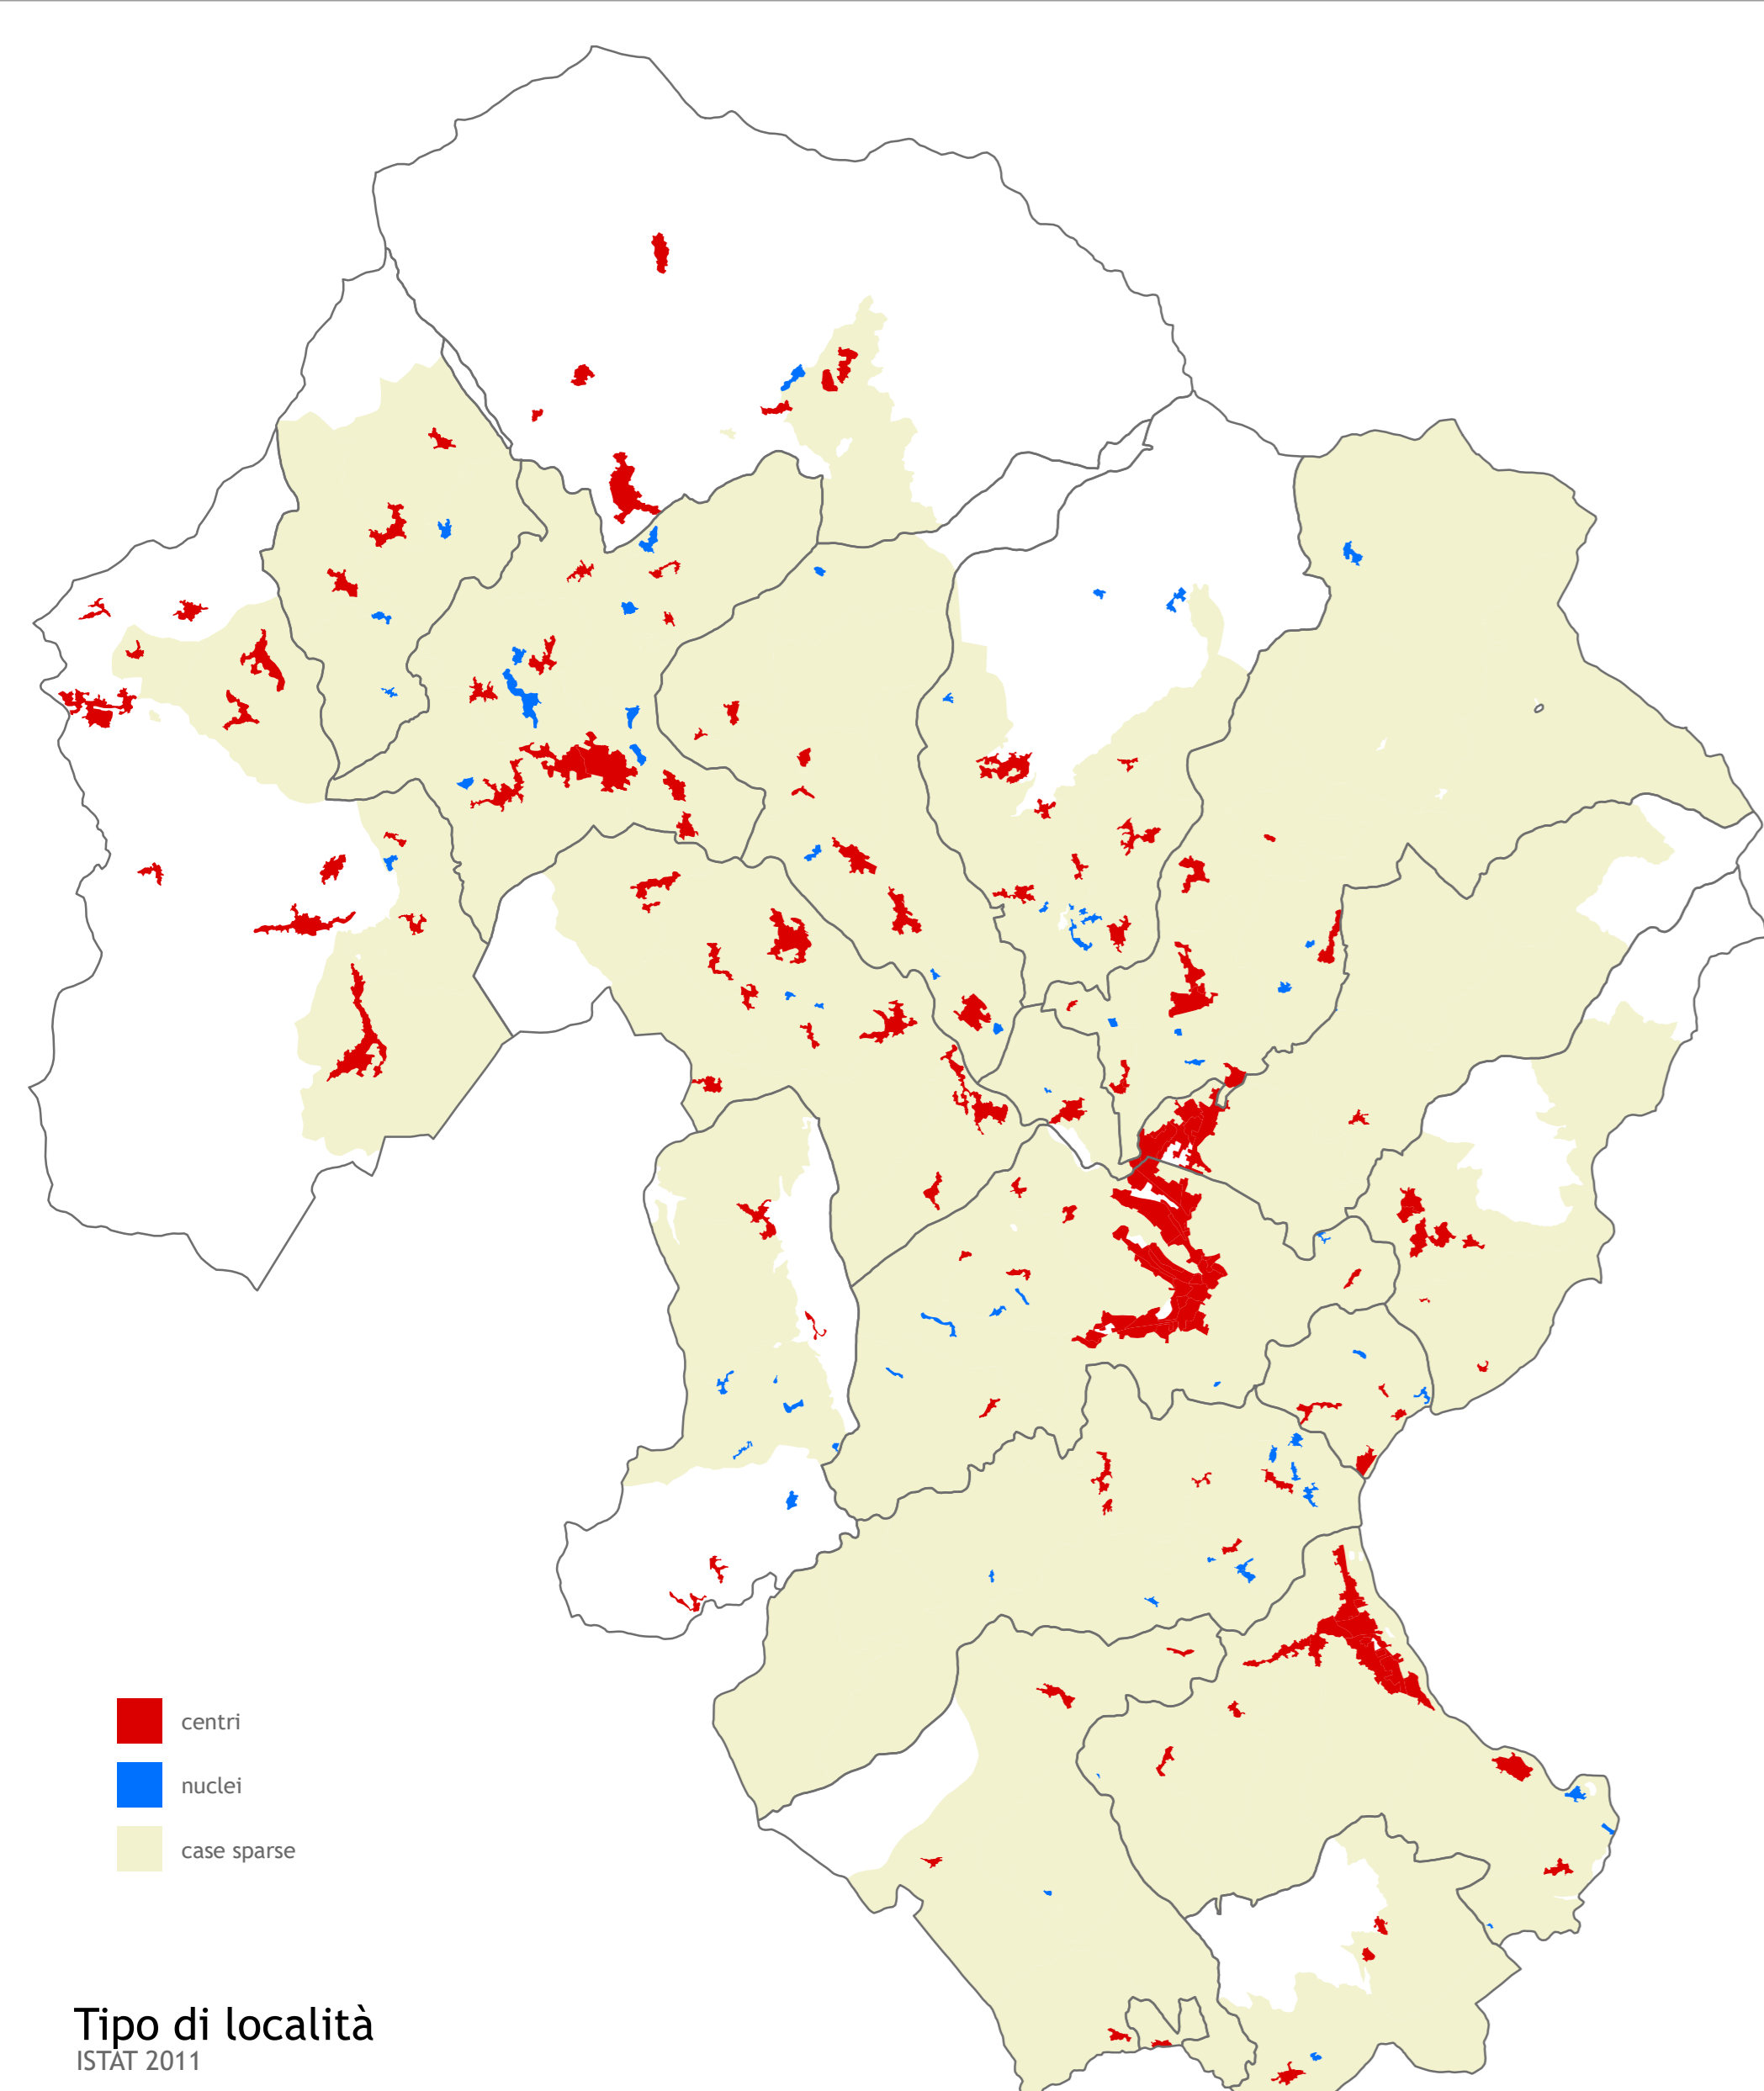 centri
nuclei
case sparse
Tipo di località
ISTAT 2011